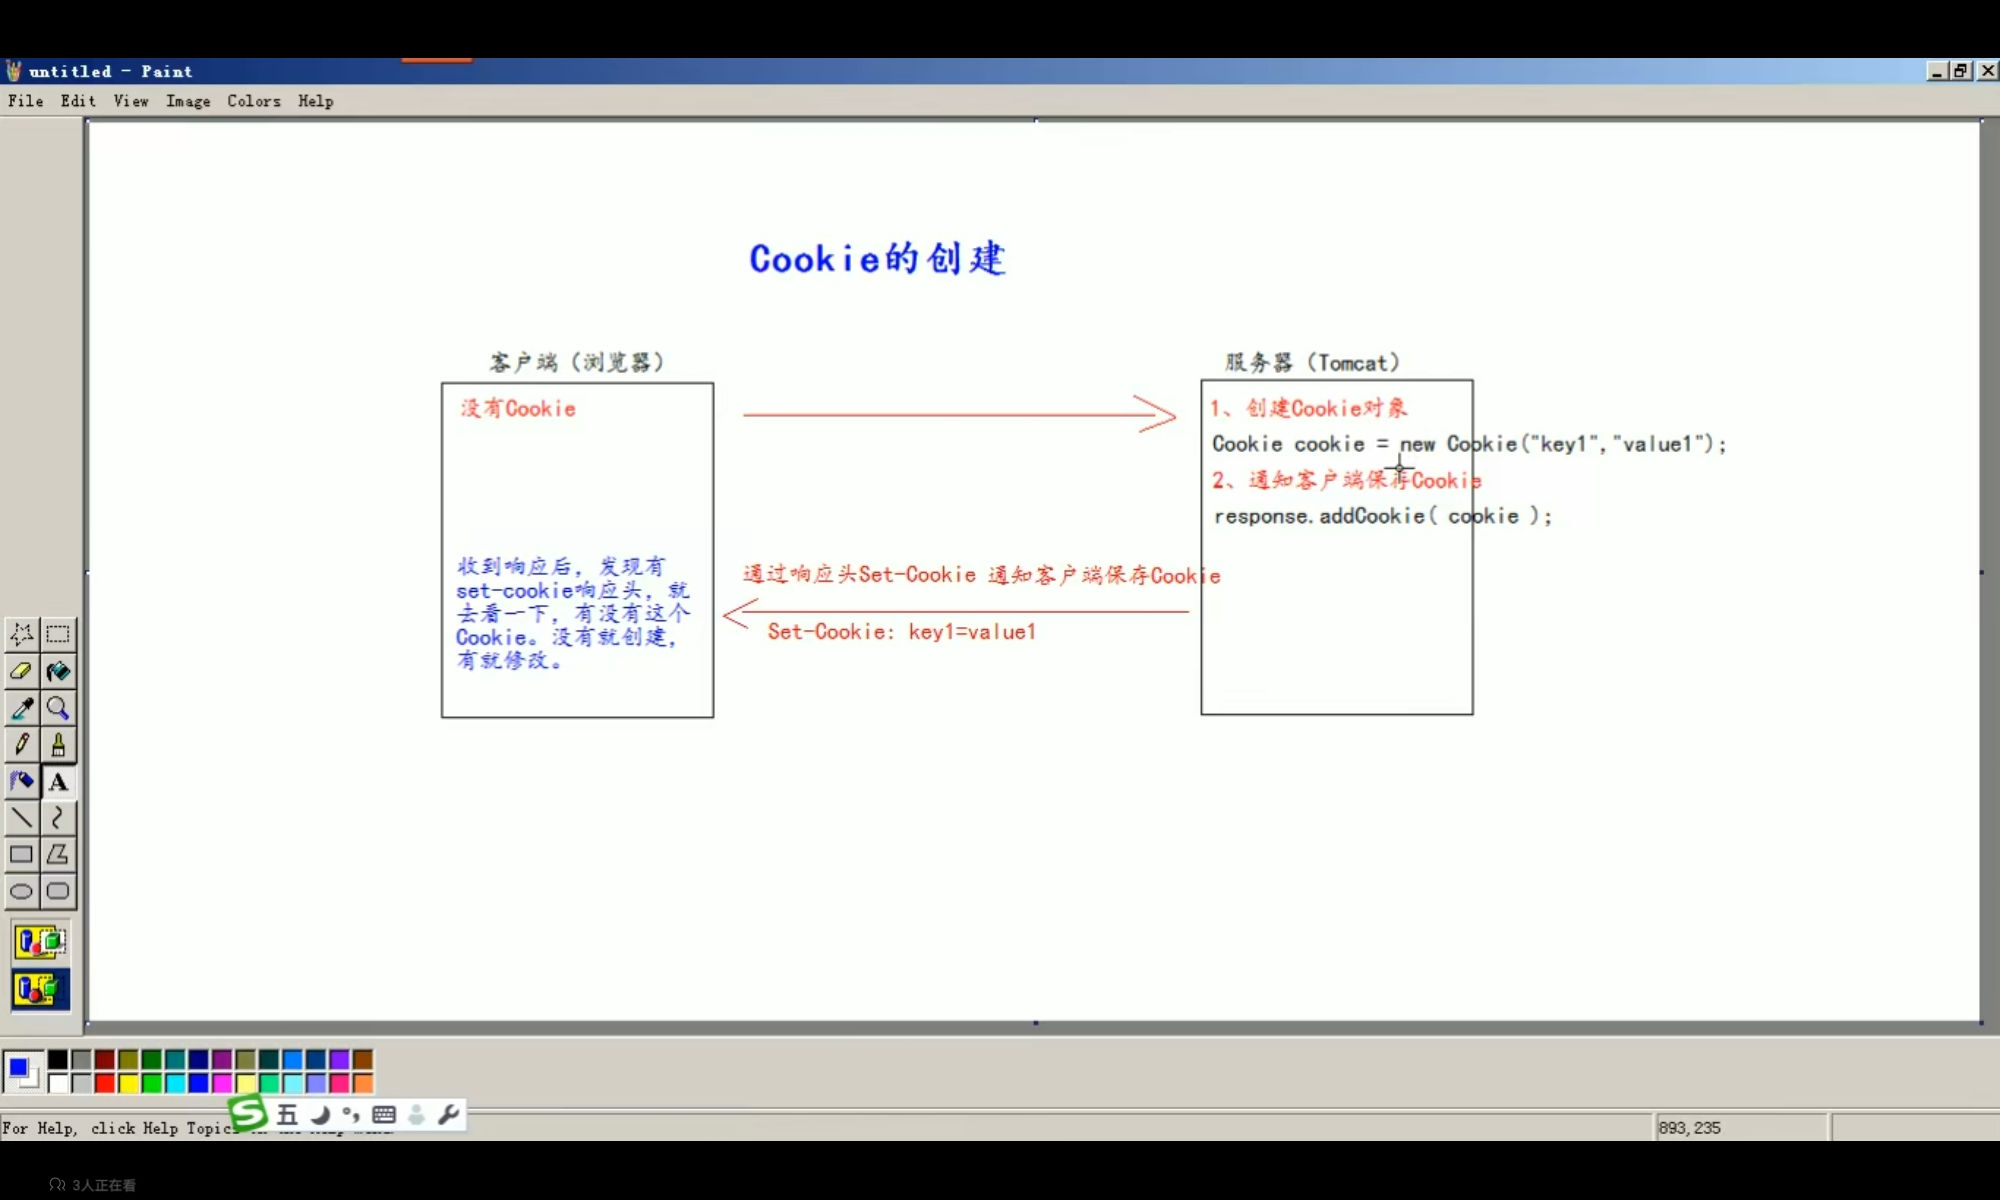 untitled - Paint
File Edit View Image Colors Help
Cookie的创建
客户端（浏览器）
服务器（Tomcat）
没有Cookie
1、创建Cookie对象
Cookie cookie = new Cookie("key1","value1");
2、通知客户端保存Cookie
response.addCookie( cookie );
收到响应后，发现有
set-cookie响应头，就
去看一下，有没有这个
Cookie。没有就创建，
有就修改。
通过响应头Set-Cookie 通知客户端保存Cookie
Set-Cookie: key1=value1
A
S 五
For Help, click Help Topic
893,235
3人正在看